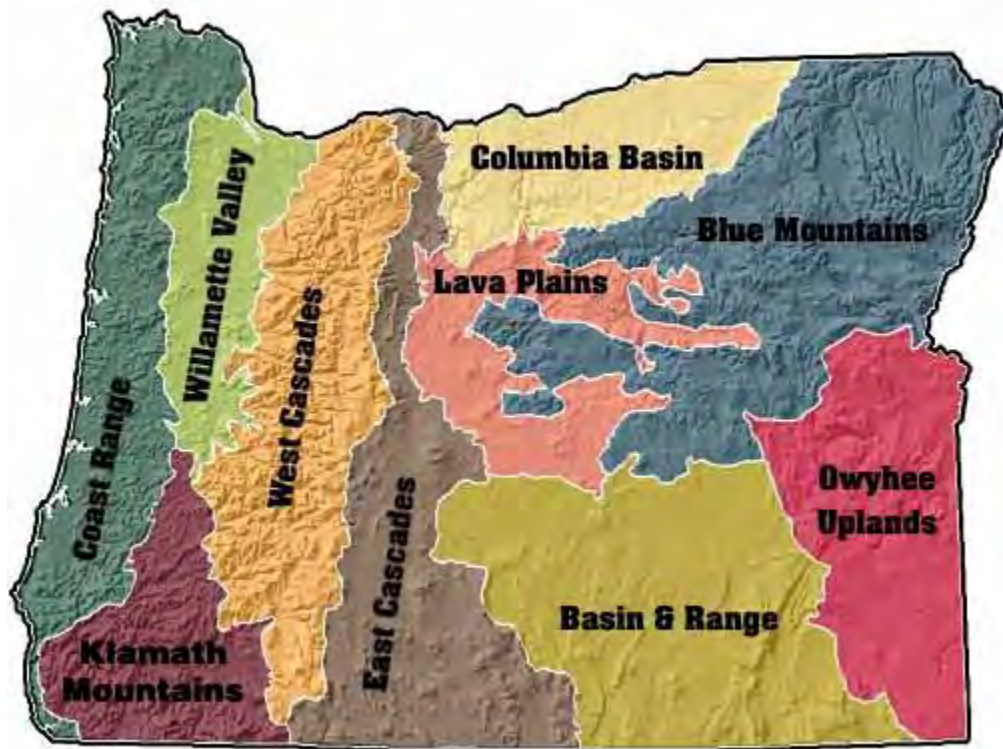 Columbia Basin
Blue Mountains
Willamette Valley
Lava Plains
West Cascades
Coast Range
East Cascades
Owyhee
Uplands
Basin & Range
Klamath
Mountains